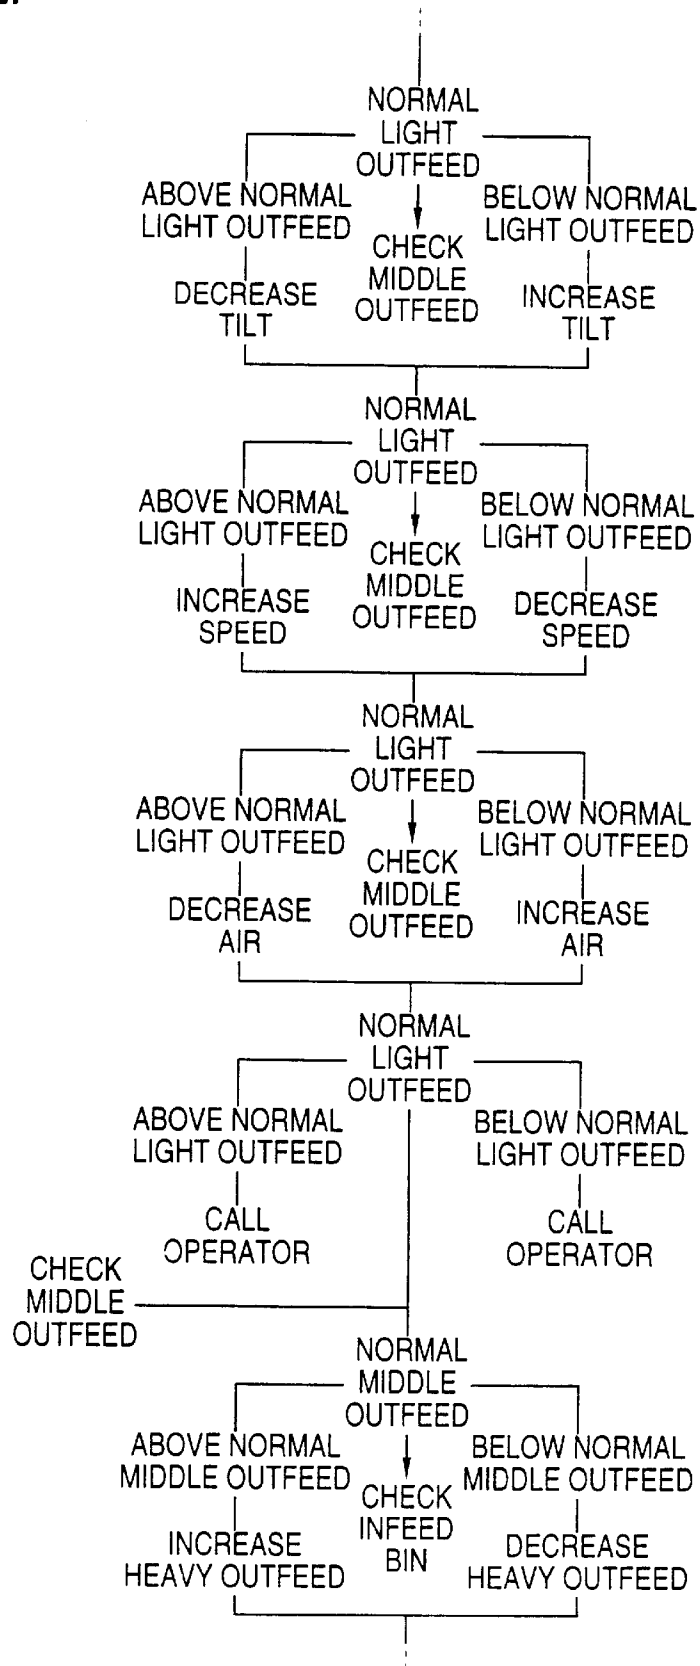 NORMAL
LIGHT
OUTFEED
ABOVE NORMAL
LIGHT OUTFEED
DECREASE
TILT
CHECK
MIDDLE
OUTFEED
BELOW NORMAL
LIGHT OUTFEED
INCREASE
TILT
NORMAL
LIGHT
OUTFEED
ABOVE NORMAL
LIGHT OUTFEED
INCREASE
SPEED
CHECK
MIDDLE
OUTFEED
BELOW NORMAL
LIGHT OUTFEED
DECREASE
SPEED
NORMAL
LIGHT
OUTFEED
ABOVE NORMAL
LIGHT OUTFEED
DECREASE
AIR
CHECK
MIDDLE
OUTFEED
BELOW NORMAL
LIGHT OUTFEED
INCREASE
AIR
NORMAL
LIGHT
OUTFEED
ABOVE NORMAL
LIGHT OUTFEED
CALL
OPERATOR
BELOW NORMAL
LIGHT OUTFEED
CALL
OPERATOR
CHECK
MIDDLE
OUTFEED
NORMAL
MIDDLE
OUTFEED
ABOVE NORMAL
MIDDLE OUTFEED
INCREASE
HEAVY OUTFEED
CHECK
INFEED
BIN
BELOW NORMAL
MIDDLE OUTFEED
DECREASE
HEAVY OUTFEED